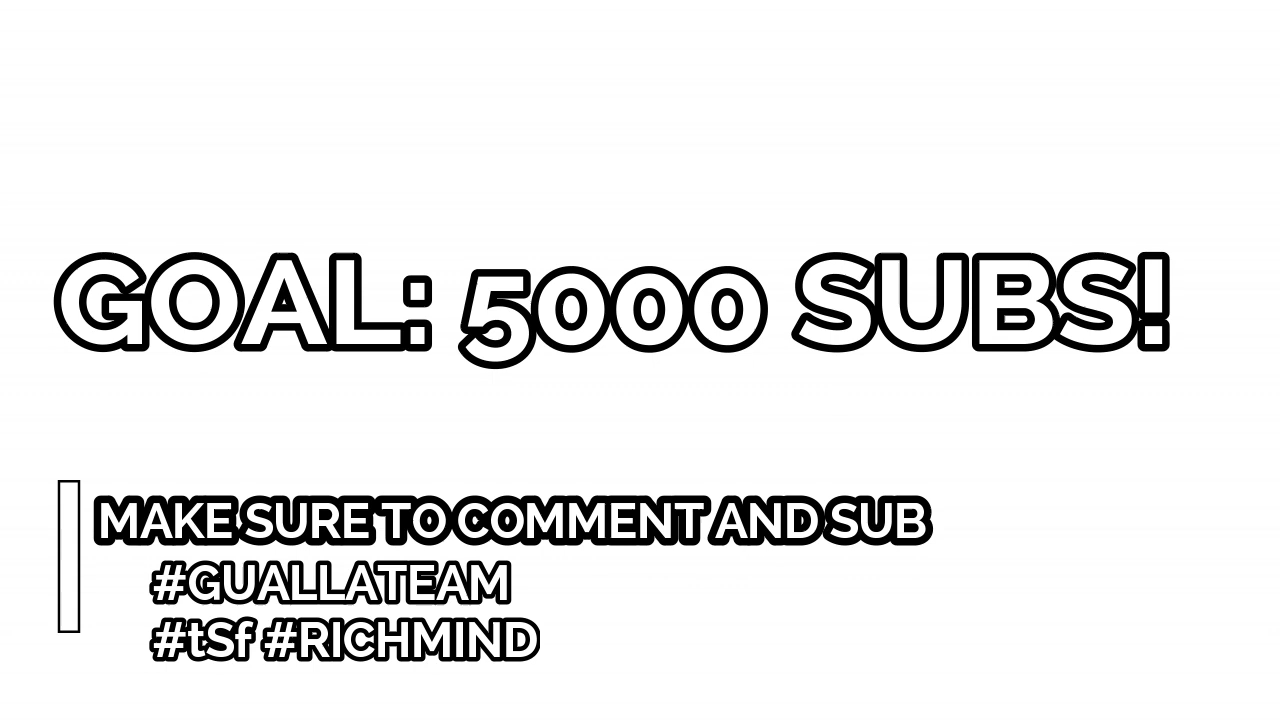 GOAL: 5000 SUBS!
MAKE SURE TO COMMENT AND SUB
#GUALLATEAM
#tSf #RICHMIND